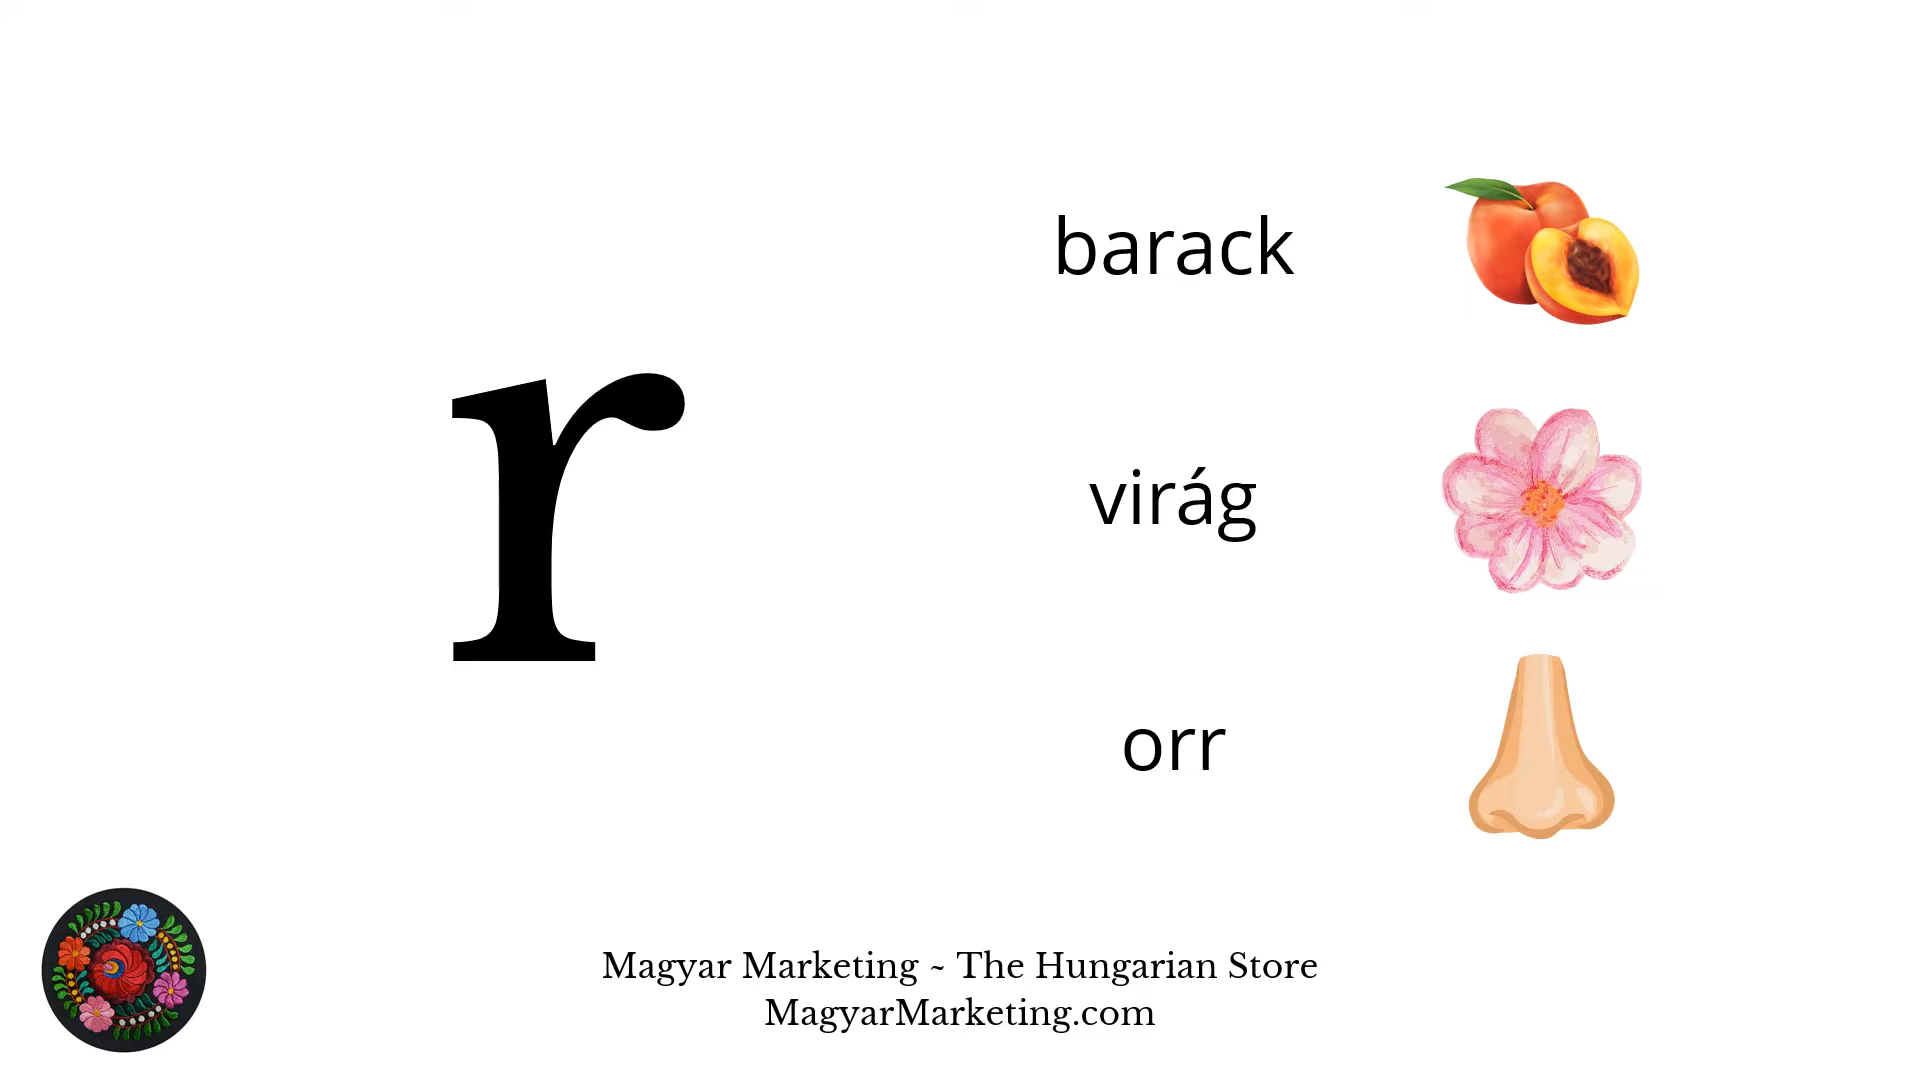 r
barack
virág
orr
Magyar Marketing ~ The Hungarian Store
MagyarMarketing.com